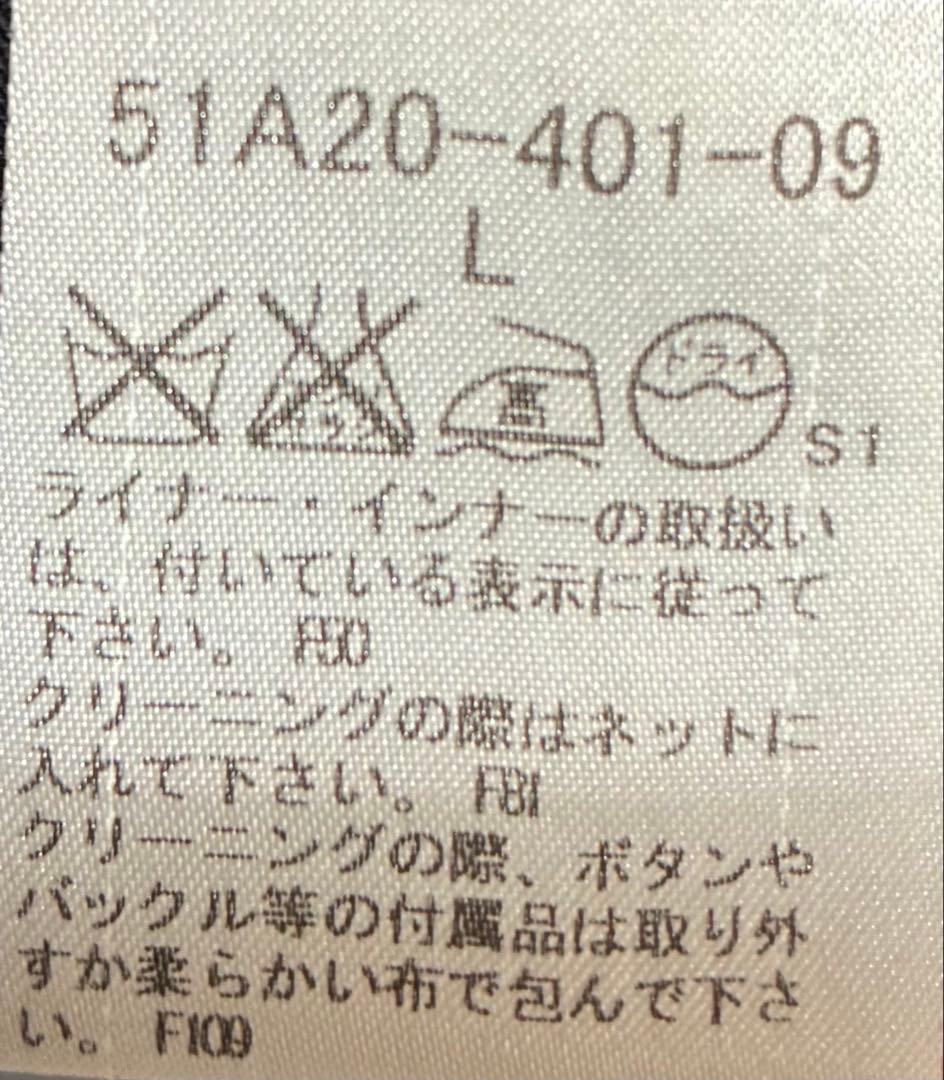 51A20-401-09
L
高 ドライ
S1
ライナー・インナーの取扱い
は、付いている表示に従って
下さい。 F50
クリーニングの際はネットに
入れて下さい。 F81
クリーニングの際、ボタンや
バックル等の付属品は取り外
すか柔らかい布で包んで下さ
い。 F109